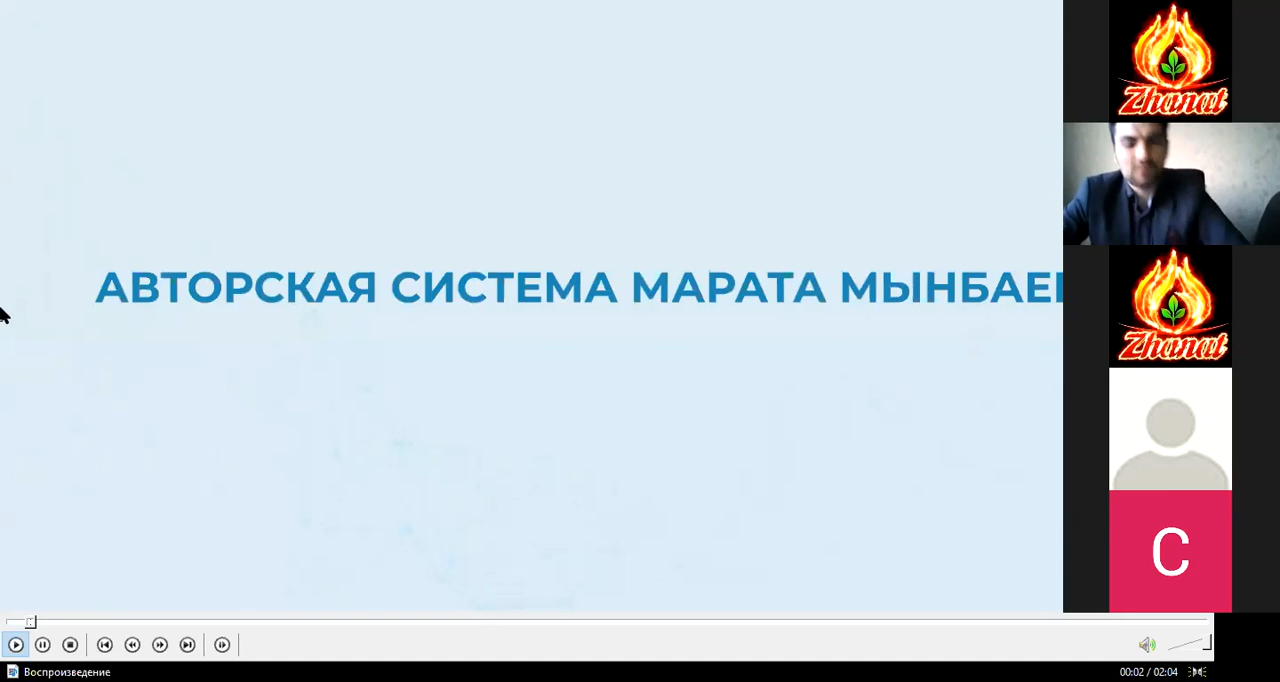 Zhanat
АВТОРСКАЯ СИСТЕМА МАРАТА МЫНБАЕ
Zhanat
C
Воспроизведение
00:02 / 02:04